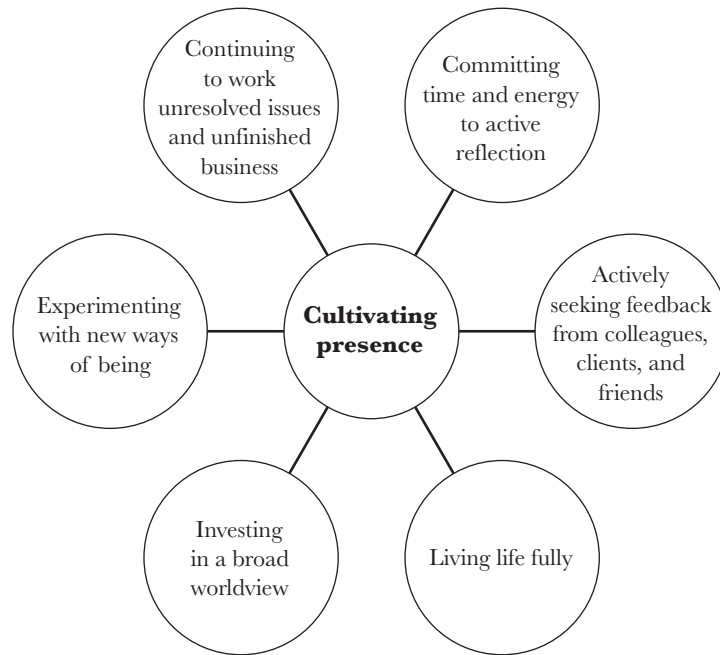 Continuing
to work
unresolved issues
and unfinished
business
Committing
time and energy
to active
reflection
Experimenting
with new ways
of being
Cultivating
presence
Actively
seeking feedback
from colleagues,
clients, and
friends
Investing
in a broad
worldview
Living life fully